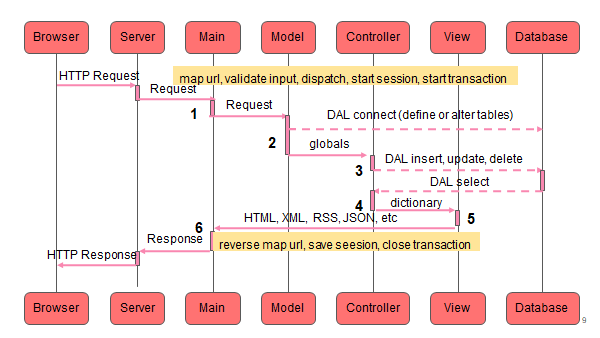 Browser Server Main Model Controller View Database
HTTP Request
map url, validate input, dispatch, start session, start transaction
Request
1 Request
DAL connect (define or alter tables)
2 globals
3 DAL insert, update, delete
DAL select
4 dictionary
6 HTML, XML, RSS, JSON, etc 5
Response
reverse map url, save seesion, close transaction
HTTP Response
Browser Server Main Model Controller View Database
9